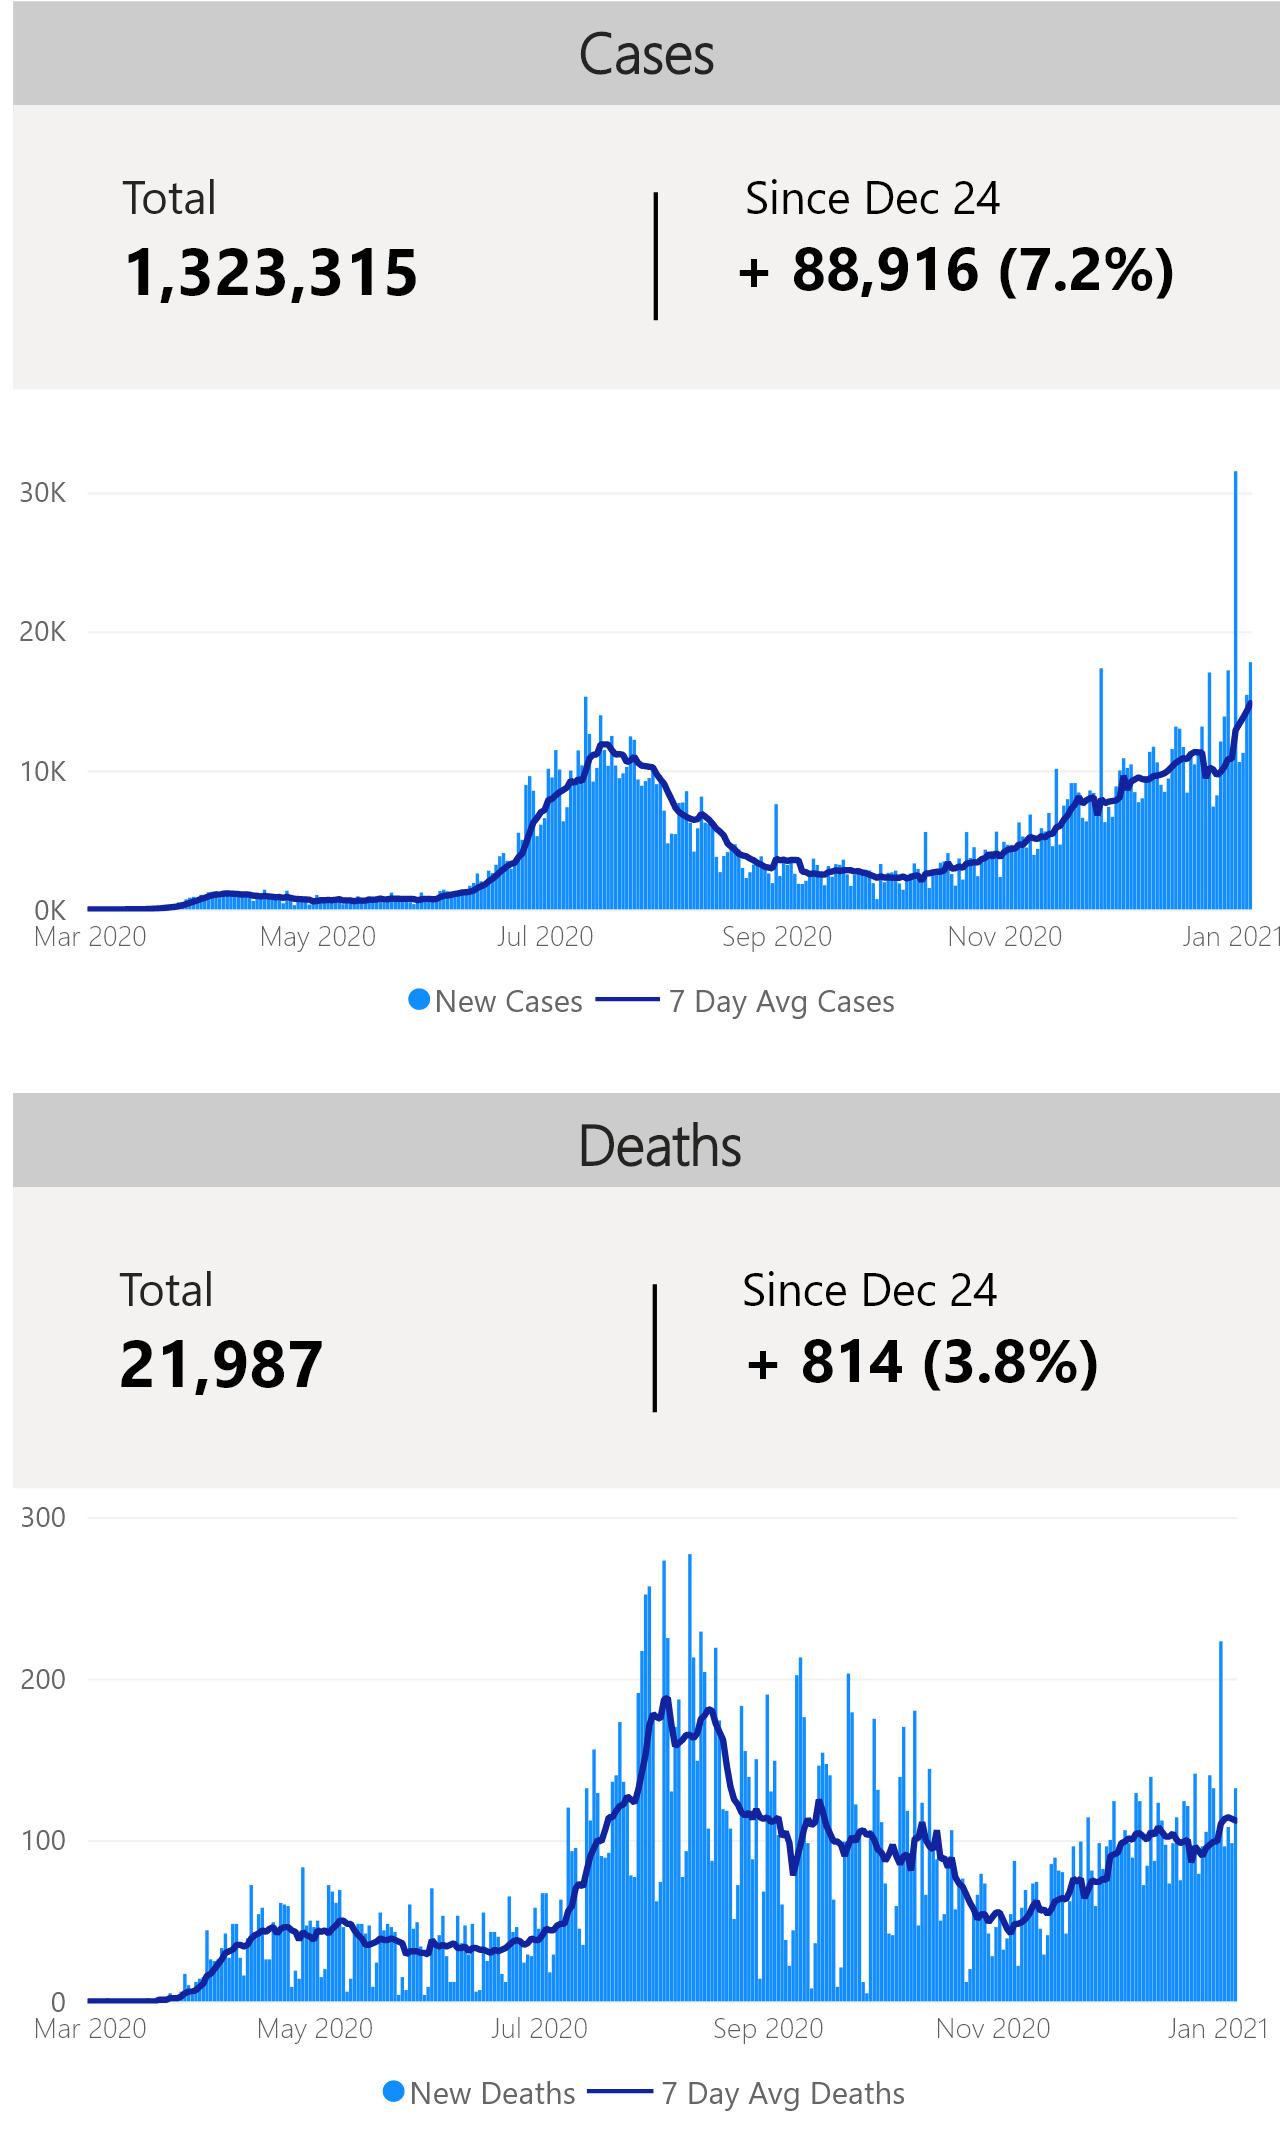 Cases
Total
Since Dec 24
1,323,315
+ 88,916 (7.2%)
30K
20K
10K
0K
Mar 2020 May 2020 Jul 2020 Sep 2020 Nov 2020 Jan 2021
New Cases 7 Day Avg Cases
Deaths
Total
Since Dec 24
21,987
+ 814 (3.8%)
300
200
100
0
Mar 2020 May 2020 Jul 2020 Sep 2020 Nov 2020 Jan 2021
New Deaths 7 Day Avg Deaths